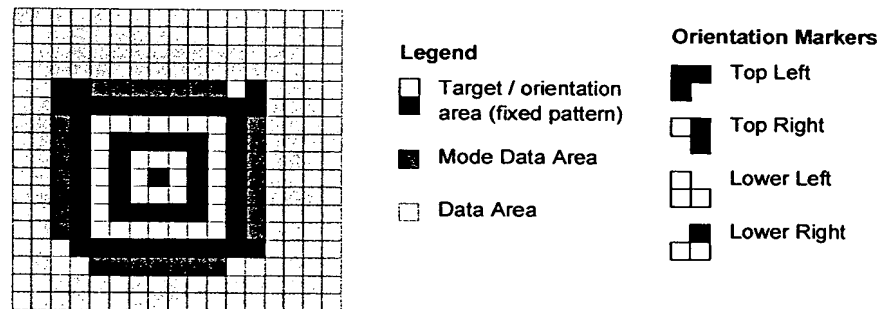 Legend
Target / orientation
area (fixed pattern)
Mode Data Area
Data Area
Orientation Markers
Top Left
Top Right
Lower Left
Lower Right